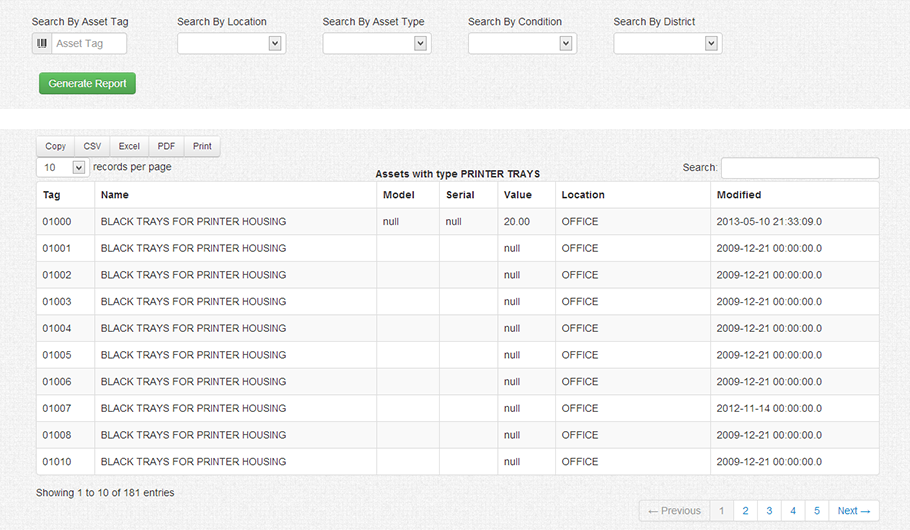 Search By Asset Tag Search By Location Search By Asset Type Search By Condition Search By District
Asset Tag
Generate Report
Copy CSV Excel PDF Print
10 records per page
Assets with type PRINTER TRAYS
Search:
Tag Name Model Serial Value Location Modified
01000 BLACK TRAYS FOR PRINTER HOUSING null null 20.00 OFFICE 2013-05-10 21:33:09.0
01001 BLACK TRAYS FOR PRINTER HOUSING null OFFICE 2009-12-21 00:00:00.0
01002 BLACK TRAYS FOR PRINTER HOUSING null OFFICE 2009-12-21 00:00:00.0
01003 BLACK TRAYS FOR PRINTER HOUSING null OFFICE 2009-12-21 00:00:00.0
01004 BLACK TRAYS FOR PRINTER HOUSING null OFFICE 2009-12-21 00:00:00.0
01005 BLACK TRAYS FOR PRINTER HOUSING null OFFICE 2009-12-21 00:00:00.0
01006 BLACK TRAYS FOR PRINTER HOUSING null OFFICE 2009-12-21 00:00:00.0
01007 BLACK TRAYS FOR PRINTER HOUSING null OFFICE 2012-11-14 00:00:00.0
01008 BLACK TRAYS FOR PRINTER HOUSING null OFFICE 2009-12-21 00:00:00.0
01010 BLACK TRAYS FOR PRINTER HOUSING null OFFICE 2009-12-21 00:00:00.0
Showing 1 to 10 of 181 entries
← Previous 1 2 3 4 5 Next →